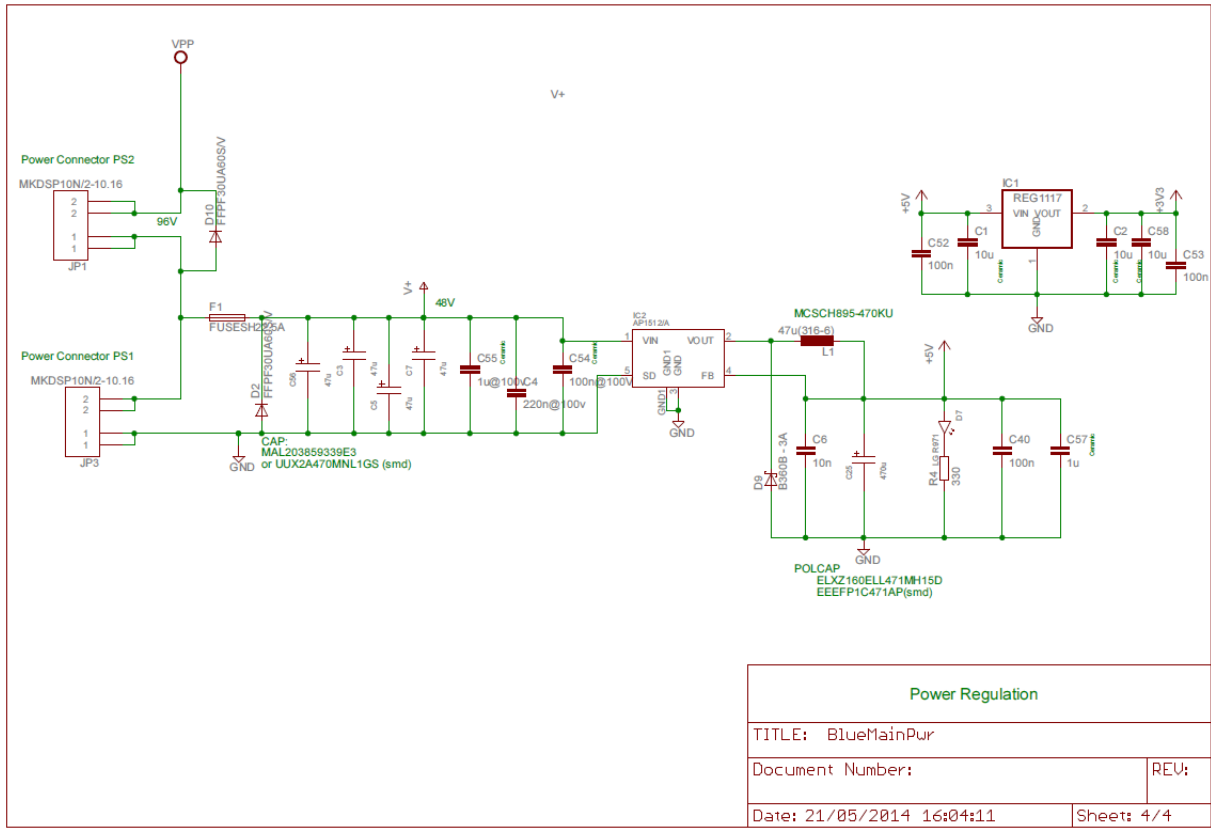 VPP
V+
Power Connector PS2
MKDSP10N/2-10.16
2
2
1
1
JP1
96V
D10
FFPF30UA60S/V
F1
FUSESH22,5A
V+
48V
Power Connector PS1
MKDSP10N/2-10.16
2
2
1
1
JP3
D2
FFPF30UA60S/V
GND
C56
47u
C3
47u
C5
47u
C7
47u
C55
1u@100v
Ceramic
C4
220n@100v
C54
100n@100V
Ceramic
CAP:
MAL203859339E3
or UUX2A470MNL1GS (smd)
IC2
AP1512/A
1
VIN
VOUT
2
5
SD
FB
4
GND1
GND
GND1
3
GND
MCSCH895-470KU
47u(316-6)
L1
D9
B360B - 3A
C6
10n
C25
470u
+5V
D7
LG R971
R4
330
C40
100n
C57
1u
Ceramic
GND
POLCAP
ELXZ160ELL471MH15D
EEEFP1C471AP(smd)
+5V
C52
100n
C1
10u
Ceramic
IC1
REG1117
3
VIN VOUT
2
GND
1
GND
C2
10u
Ceramic
C58
10u
Ceramic
+3V3
C53
100n
Power Regulation
TITLE: BlueMainPwr
Document Number:
REV:
Date: 21/05/2014 16:04:11
Sheet: 4/4